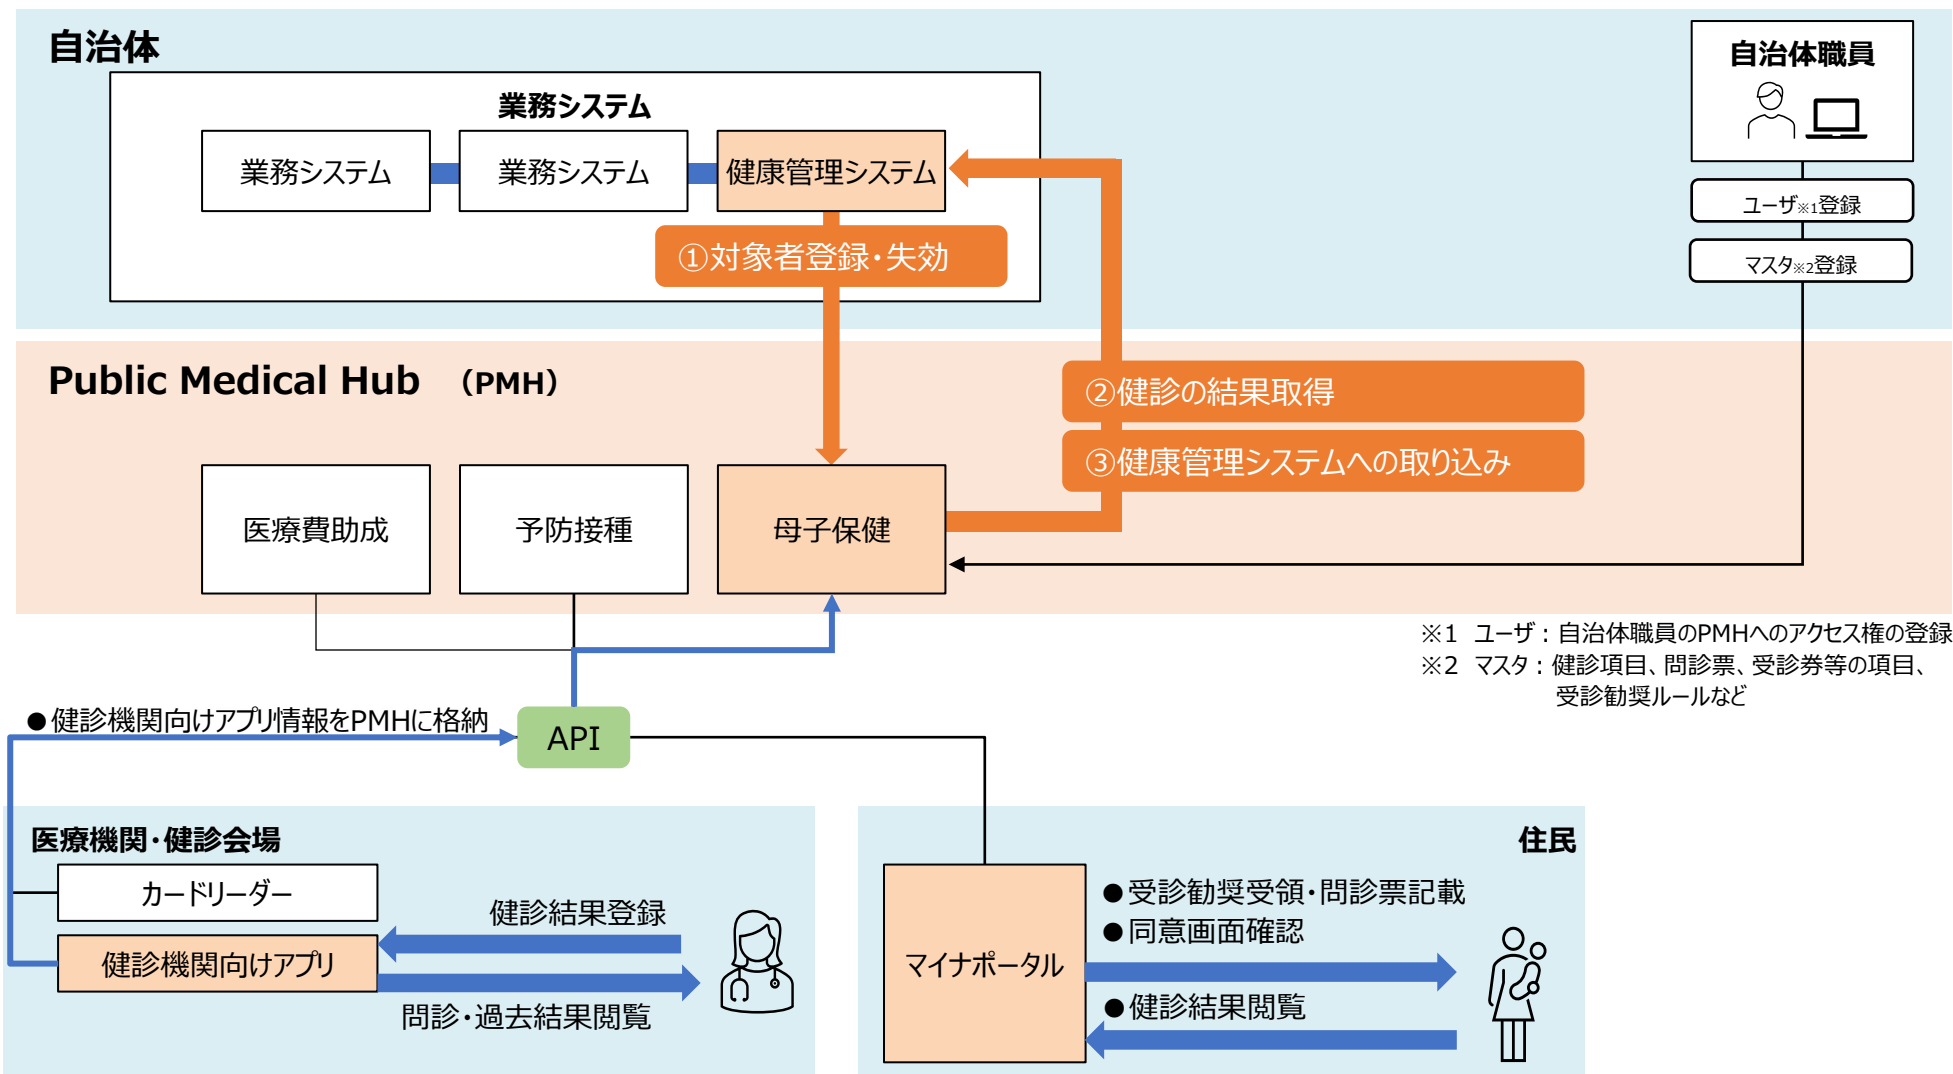 自治体
業務システム
業務システム
業務システム
健康管理システム
①対象者登録・失効
自治体職員
ユーザ※1登録
マスタ※2登録
Public Medical Hub （PMH）
②健診の結果取得
③健康管理システムへの取り込み
医療費助成
予防接種
母子保健
※1 ユーザ：自治体職員のPMHへのアクセス権の登録
※2 マスタ：健診項目、問診票、受診券等の項目、
受診勧奨ルールなど
●健診機関向けアプリ情報をPMHに格納
API
医療機関・健診会場
カードリーダー
健診機関向けアプリ
健診結果登録
問診・過去結果閲覧
住民
マイナポータル
●受診勧奨受領・問診票記載
●同意画面確認
●健診結果閲覧